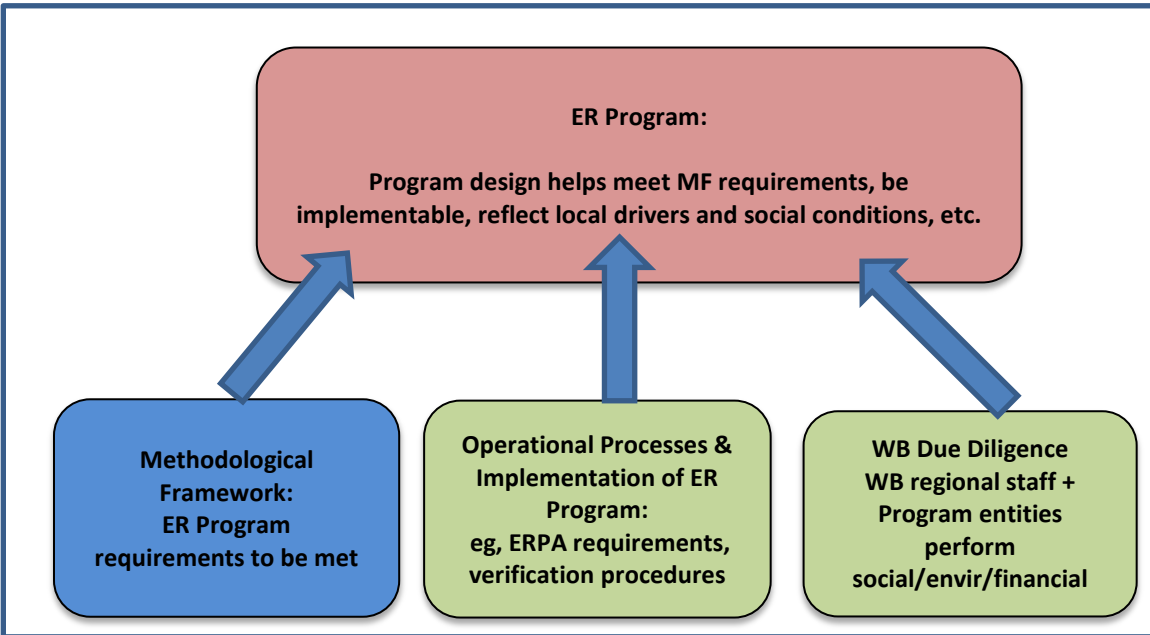 ER Program:
Program design helps meet MF requirements, be
implementable, reflect local drivers and social conditions, etc.
Methodological
Framework:
ER Program
requirements to be met
Operational Processes &
Implementation of ER
Program:
eg, ERPA requirements,
verification procedures
WB Due Diligence
WB regional staff +
Program entities
perform
social/envir/financial